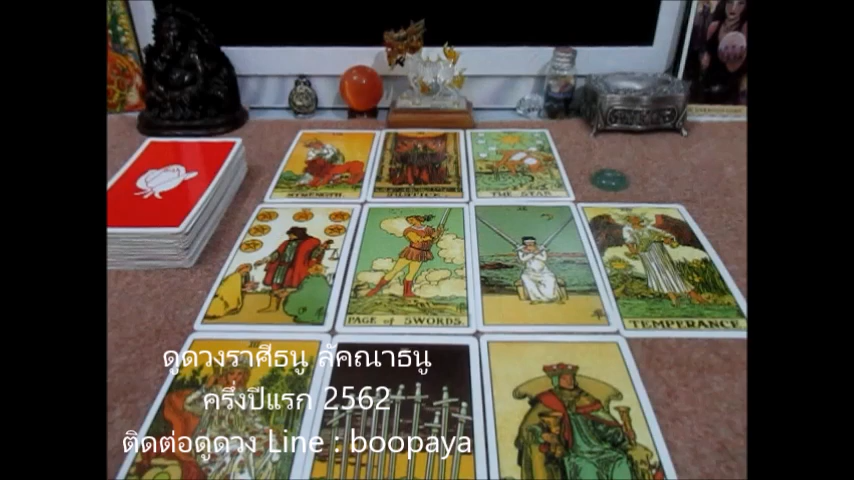 STRENGTH.
JUSTICE.
THE STAR.
PAGE of SWORDS.
TEMPERANCE.
ดูดวงราศีธนู ลัคณาธนู
ครึ่งปีแรก 2562
ติดต่อดูดวง Line : boopaya